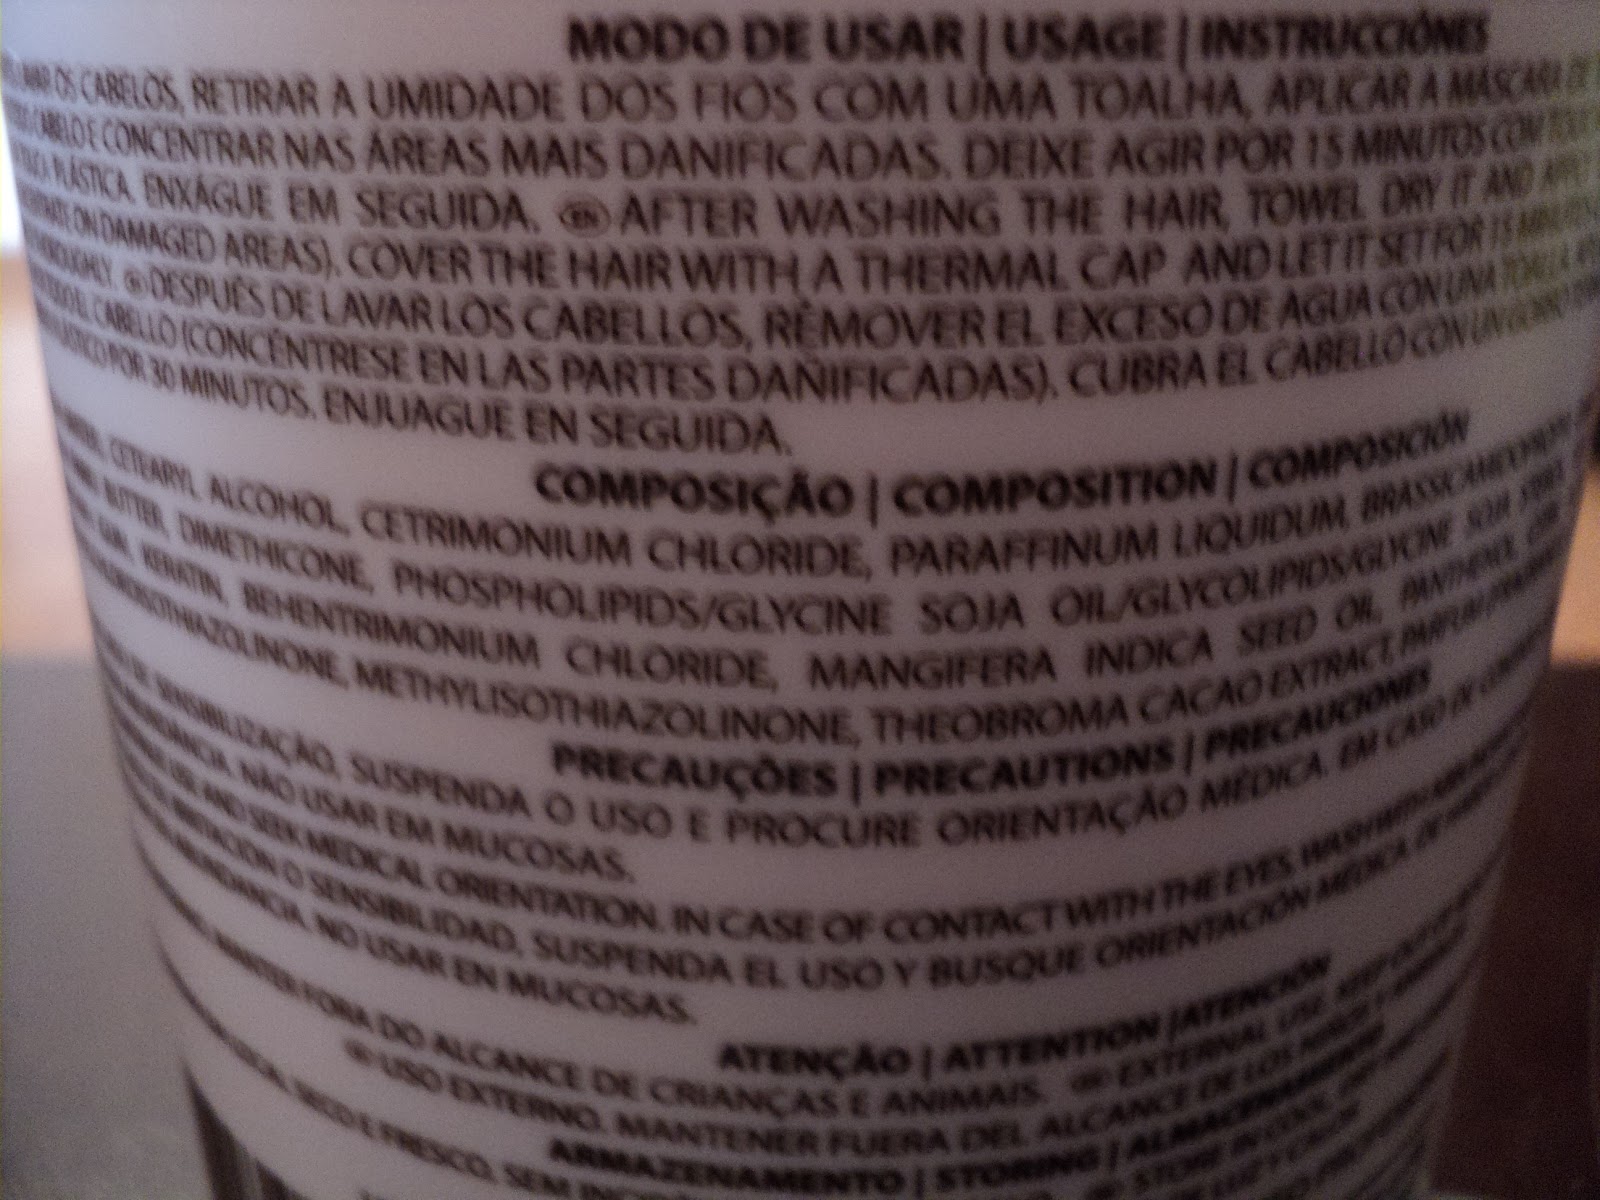 MODO DE USAR | USAGE | INSTRUCCIÓNES
OS CABELOS, RETIRAR A UMIDADE DOS FIOS COM UMA TOALHA, APLICAR A MÁSCARA
CABELO E CONCENTRAR NAS ÁREAS MAIS DANIFICADAS. DEIXE AGIR POR 15 MINUTOS COM
PLÁSTICA. ENXÁGUE EM SEGUIDA. EN AFTER WASHING THE HAIR, TOWEL DRY IT AND
ON DAMAGED AREAS). COVER THE HAIR WITH A THERMAL CAP AND LET IT SET FOR 15 MINUTES
DESPUÉS DE LAVAR LOS CABELLOS, RÉMOVER EL EXCESO DE AGUA CON UNA
CABELLO (CONCÉNTRESE EN LAS PARTES DAÑIFICADAS). CUBRA EL CABELLO CON UN
POR 30 MINUTOS. ENJUAGUE EN SEGUIDA.
COMPOSIÇÃO | COMPOSITION | COMPOSICIÓN
CETEARYL ALCOHOL, CETRIMONIUM CHLORIDE, PARAFFINUM LIQUIDUM,
BUTTER, DIMETHICONE, PHOSPHOLIPIDS/GLYCINE SOJA OIL/GLYCOLIPIDS/GLYCINE SOJA
KERATIN, BEHENTRIMONIUM CHLORIDE, MANGIFERA INDICA SEED OIL, PANTHENOL,
METHYLISOTHIAZOLINONE, THEOBROMA CACAO EXTRACT, PARFUM
PRECAUÇÕES | PRECAUTIONS | PRECAUCIONES
SENSIBILIZAÇÃO, SUSPENDA O USO E PROCURE ORIENTAÇÃO MÉDICA. EM CASO DE
NÃO USAR EM MUCOSAS.
USE AND SEEK MEDICAL ORIENTATION. IN CASE OF CONTACT WITH THE EYES, WASH WITH
O SENSIBILIDAD, SUSPENDA EL USO Y BUSQUE ORIENTACIÓN MÉDICA.
NO USAR EN MUCOSAS.
ATENÇÃO | ATTENTION | ATENCIÓN
MANTER FORA DO ALCANCE DE CRIANÇAS E ANIMAIS. EXTERNAL USE. KEEP OUT
USO EXTERNO. MANTENER FUERA DEL ALCANCE DE LOS NIÑOS Y
ARMAZENAMENTO | STORING | ALMACENAMIENTO
SECO E FRESCO, SEM STORE IN COOL,